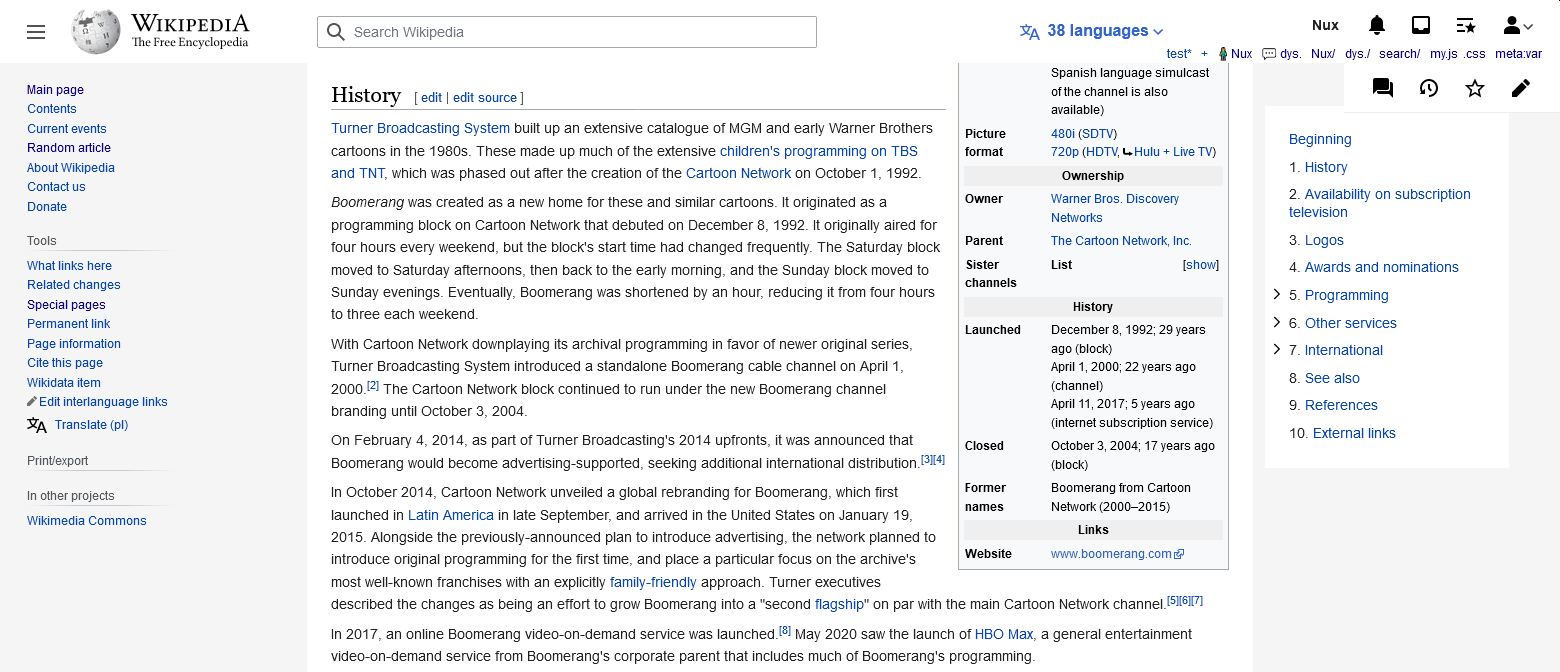 WIKIPEDIA
The Free Encyclopedia
Search Wikipedia
38 languages
Nux
test* + Nux dys. Nux/ dys./ search/ my.js .css meta:var
Main page
Contents
Current events
Random article
About Wikipedia
Contact us
Donate
Tools
What links here
Related changes
Special pages
Permanent link
Page information
Cite this page
Wikidata item
Edit interlanguage links
Translate (pl)
Print/export
In other projects
Wikimedia Commons
History [ edit | edit source ]
Turner Broadcasting System built up an extensive catalogue of MGM and early Warner Brothers
cartoons in the 1980s. These made up much of the extensive children's programming on TBS
and TNT, which was phased out after the creation of the Cartoon Network on October 1, 1992.
Boomerang was created as a new home for these and similar cartoons. It originated as a
programming block on Cartoon Network that debuted on December 8, 1992. It originally aired for
four hours every weekend, but the block's start time had changed frequently. The Saturday block
moved to Saturday afternoons, then back to the early morning, and the Sunday block moved to
Sunday evenings. Eventually, Boomerang was shortened by an hour, reducing it from four hours
to three each weekend.
With Cartoon Network downplaying its archival programming in favor of newer original series,
Turner Broadcasting System introduced a standalone Boomerang cable channel on April 1,
2000.[2] The Cartoon Network block continued to run under the new Boomerang channel
branding until October 3, 2004.
On February 4, 2014, as part of Turner Broadcasting's 2014 upfronts, it was announced that
Boomerang would become advertising-supported, seeking additional international distribution.[3][4]
In October 2014, Cartoon Network unveiled a global rebranding for Boomerang, which first
launched in Latin America in late September, and arrived in the United States on January 19,
2015. Alongside the previously-announced plan to introduce advertising, the network planned to
introduce original programming for the first time, and place a particular focus on the archive's
most well-known franchises with an explicitly family-friendly approach. Turner executives
described the changes as being an effort to grow Boomerang into a "second flagship" on par with the main Cartoon Network channel.[5][6][7]
In 2017, an online Boomerang video-on-demand service was launched.[8] May 2020 saw the launch of HBO Max, a general entertainment
video-on-demand service from Boomerang's corporate parent that includes much of Boomerang's programming.
Spanish language simulcast
of the channel is also
available)
Picture format
480i (SDTV)
720p (HDTV, Hulu + Live TV)
Ownership
Owner
Warner Bros. Discovery
Networks
Parent
The Cartoon Network, Inc.
Sister channels
List [show]
History
Launched
December 8, 1992; 29 years
ago (block)
April 1, 2000; 22 years ago
(channel)
April 11, 2017; 5 years ago
(internet subscription service)
Closed
October 3, 2004; 17 years ago
(block)
Former names
Boomerang from Cartoon
Network (2000–2015)
Links
Website
www.boomerang.com
Beginning
1. History
2. Availability on subscription
television
3. Logos
4. Awards and nominations
5. Programming
6. Other services
7. International
8. See also
9. References
10. External links